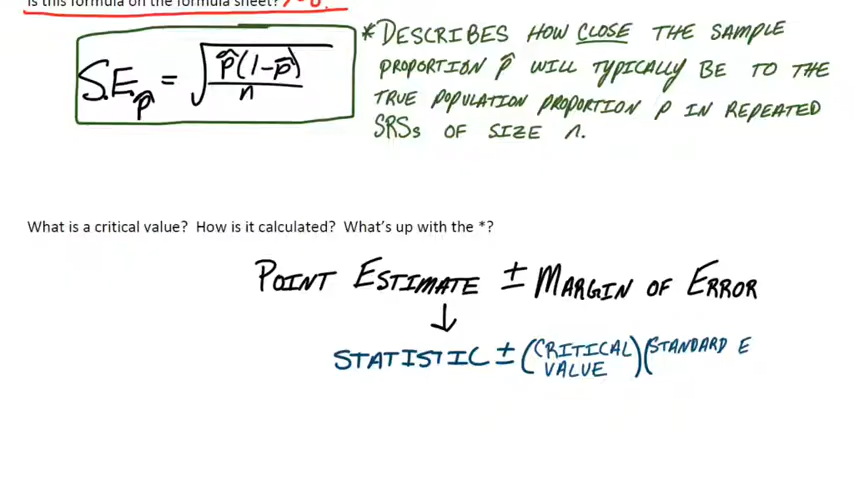 Is this formula on the formula sheet?
S.E.p̂ = √p̂(1-p̂)/n
*DESCRIBES HOW CLOSE THE SAMPLE
PROPORTION p̂ WILL TYPICALLY BE TO THE
TRUE POPULATION PROPORTION P IN REPEATED
SRSs OF SIZE n.
What is a critical value? How is it calculated? What's up with the *?
POINT ESTIMATE ± MARGIN OF ERROR
↓
STATISTIC ± (CRITICAL VALUE)(STANDARD E